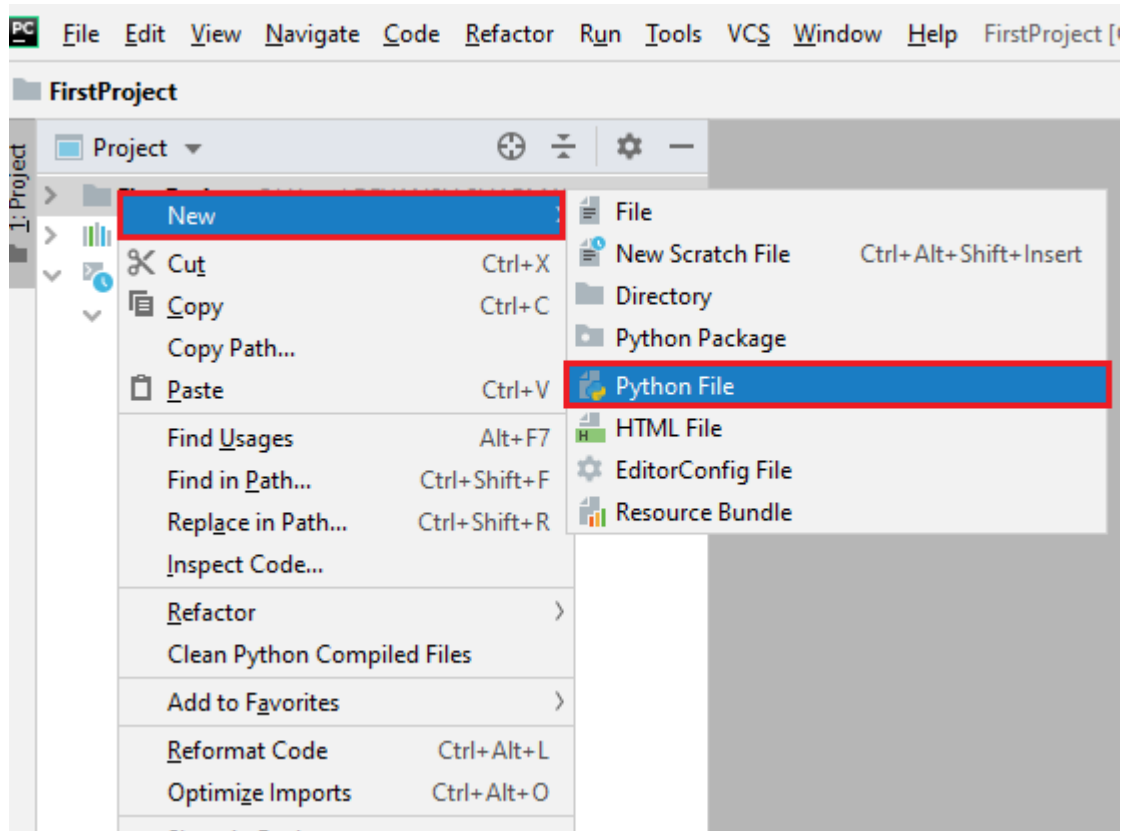 PC File Edit View Navigate Code Refactor Run Tools VCS Window Help FirstProject [
FirstProject
1: Project
Project
New
Cut Ctrl+X
Copy Ctrl+C
Copy Path...
Paste Ctrl+V
Find Usages Alt+F7
Find in Path... Ctrl+Shift+F
Replace in Path... Ctrl+Shift+R
Inspect Code...
Refactor
Clean Python Compiled Files
Add to Favorites
Reformat Code Ctrl+Alt+L
Optimize Imports Ctrl+Alt+O
File
New Scratch File Ctrl+Alt+Shift+Insert
Directory
Python Package
Python File
H HTML File
EditorConfig File
Resource Bundle